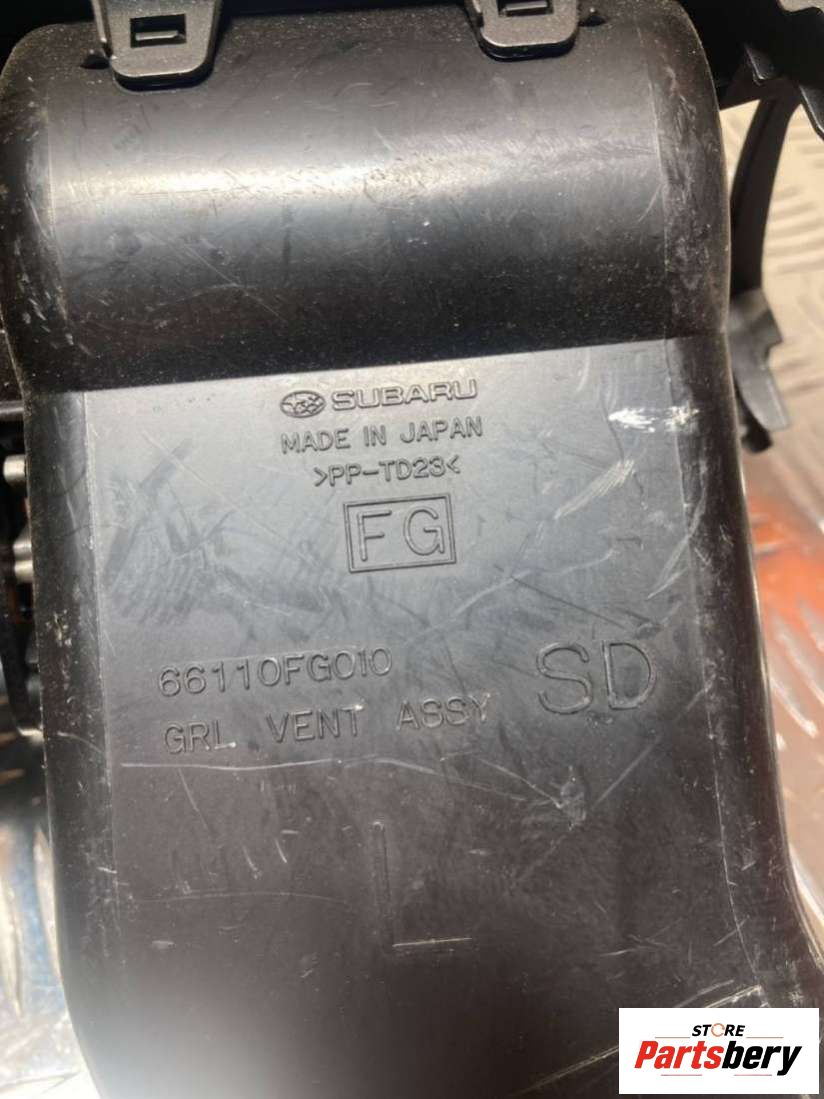 SUBARU
MADE IN JAPAN
>PP-TD23<
FG
66110FG010
GRL VENT ASSY
SD
L
STORE
Partsbery